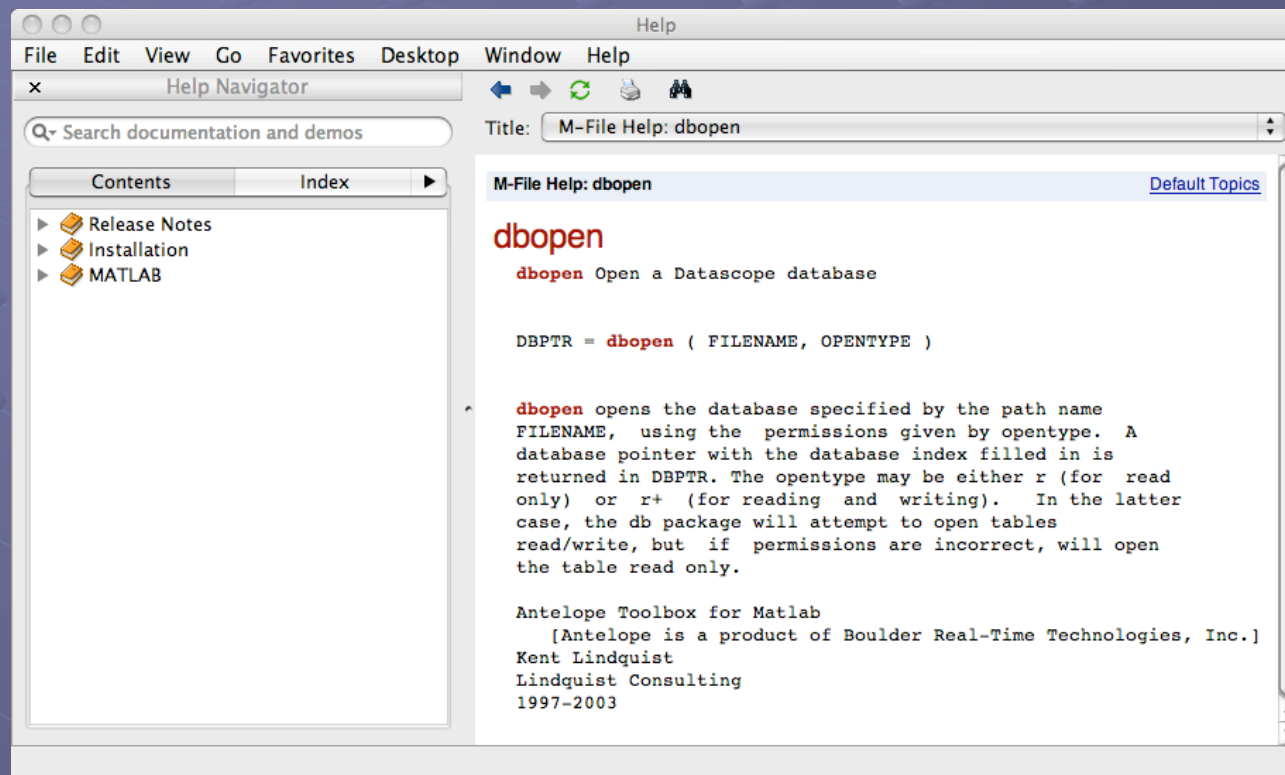 Help
File Edit View Go Favorites Desktop Window Help
Help Navigator
Search documentation and demos
Contents Index
Release Notes
Installation
MATLAB
Title: M-File Help: dbopen
M-File Help: dbopen Default Topics
dbopen
dbopen Open a Datascope database
DBPTR = dbopen ( FILENAME, OPENTYPE )
dbopen opens the database specified by the path name
FILENAME, using the permissions given by opentype. A
database pointer with the database index filled in is
returned in DBPTR. The opentype may be either r (for read
only) or r+ (for reading and writing). In the latter
case, the db package will attempt to open tables
read/write, but if permissions are incorrect, will open
the table read only.
Antelope Toolbox for Matlab
[Antelope is a product of Boulder Real-Time Technologies, Inc.]
Kent Lindquist
Lindquist Consulting
1997-2003